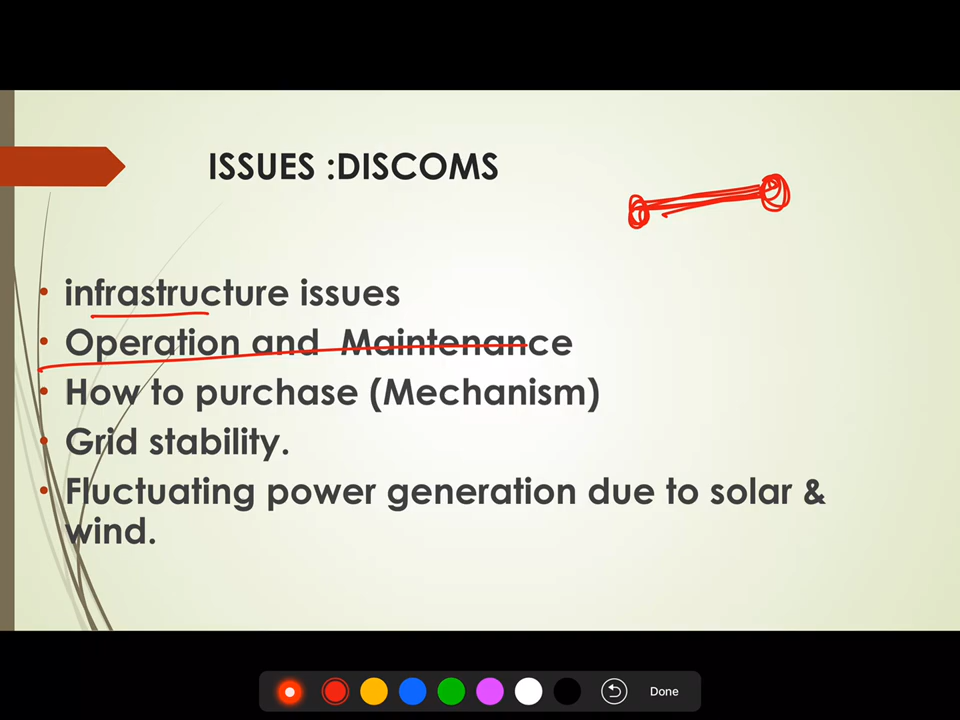 ISSUES :DISCOMS
• infrastructure issues
• Operation and Maintenance
• How to purchase (Mechanism)
• Grid stability.
• Fluctuating power generation due to solar &
wind.
Done